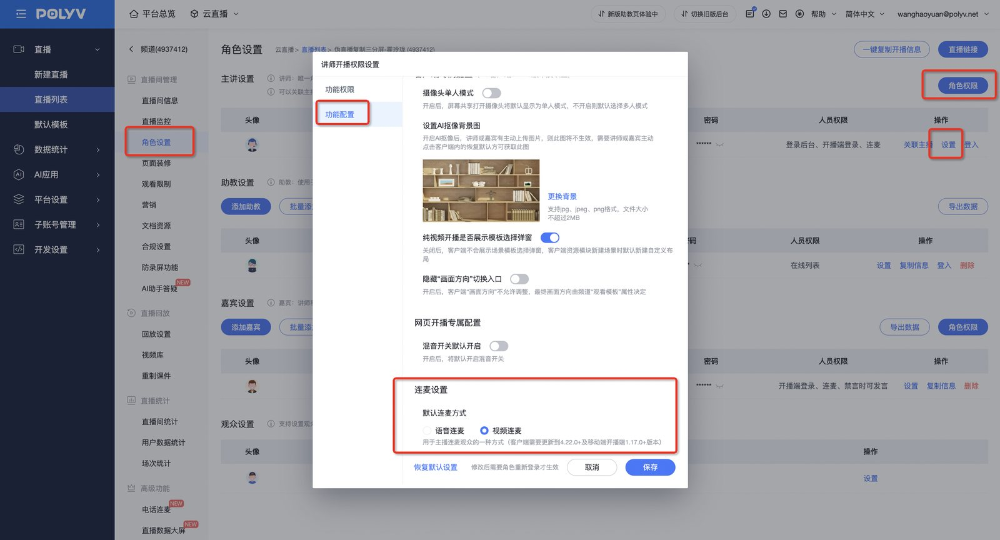 POLYV
平台总览
云直播
新版助教页体验中
切换旧版后台
帮助
简体中文
wanghaoyuan@polyv.net
直播
新建直播
直播列表
默认模板
数据统计
AI应用
平台设置
子账号管理
开发设置
频道(4937412)
直播间管理
直播间信息
直播监控
角色设置
页面装修
观看限制
营销
文档资源
合规设置
防录屏功能
AI助手答疑
NEW
直播回放
回放设置
视频库
重制课件
直播统计
直播间统计
用户数据统计
场次统计
高级功能
电话连麦
NEW
直播数据大屏
NEW
角色设置
云直播> 直播列表> 伪直播复制三分屏-霍玲珑 (4937412)
一键复制开播信息
直播链接
主讲设置
讲师：唯一
可以关联主
角色权限
头像
密码
人员权限
操作
******
登录后台、开播端登录、连麦
关联主播
设置
登入
助教设置
助教：使用
添加助教
批量添
导出数据
头像
码
人员权限
操作
在线列表
设置
复制信息
登入
删除
嘉宾设置
嘉宾：讲师
添加嘉宾
批量添
导出数据
角色权限
头像
密码
人员权限
操作
******
开播端登录、连麦、禁言时可发言
设置
复制信息
删除
观众设置
支持设置观
头像
操作
设置
讲师开播权限设置
功能权限
功能配置
摄像头单人模式
开启后，屏幕共享打开摄像头将默认显示为单人模式，不开启则默认选择多人模式
设置AI抠像背景图
开启AI抠像后，讲师或嘉宾有主动上传图片，则此图将不生效，需要讲师或嘉宾主动
点击客户端内的恢复默认方可获取此图
更换背景
支持jpg、jpeg、png格式，文件大小
不超过2MB
纯视频开播是否展示模板选择弹窗
关闭后，客户端不会展示场景模板选择弹窗，客户端资源模块新建场景时默认新建自定义布
局
隐藏“画面方向”切换入口
开启后，客户端“画面方向”不允许调整，最终画面方向由频道“观看模板”属性决定
网页开播专属配置
混音开关默认开启
开启后，将默认开启混音开关
连麦设置
默认连麦方式
语音连麦
视频连麦
用于主播连麦观众的一种方式（客户端需要更新到4.22.0+及移动端开播端1.17.0+版本）
恢复默认设置
修改后需要角色重新登录才生效
取消
保存